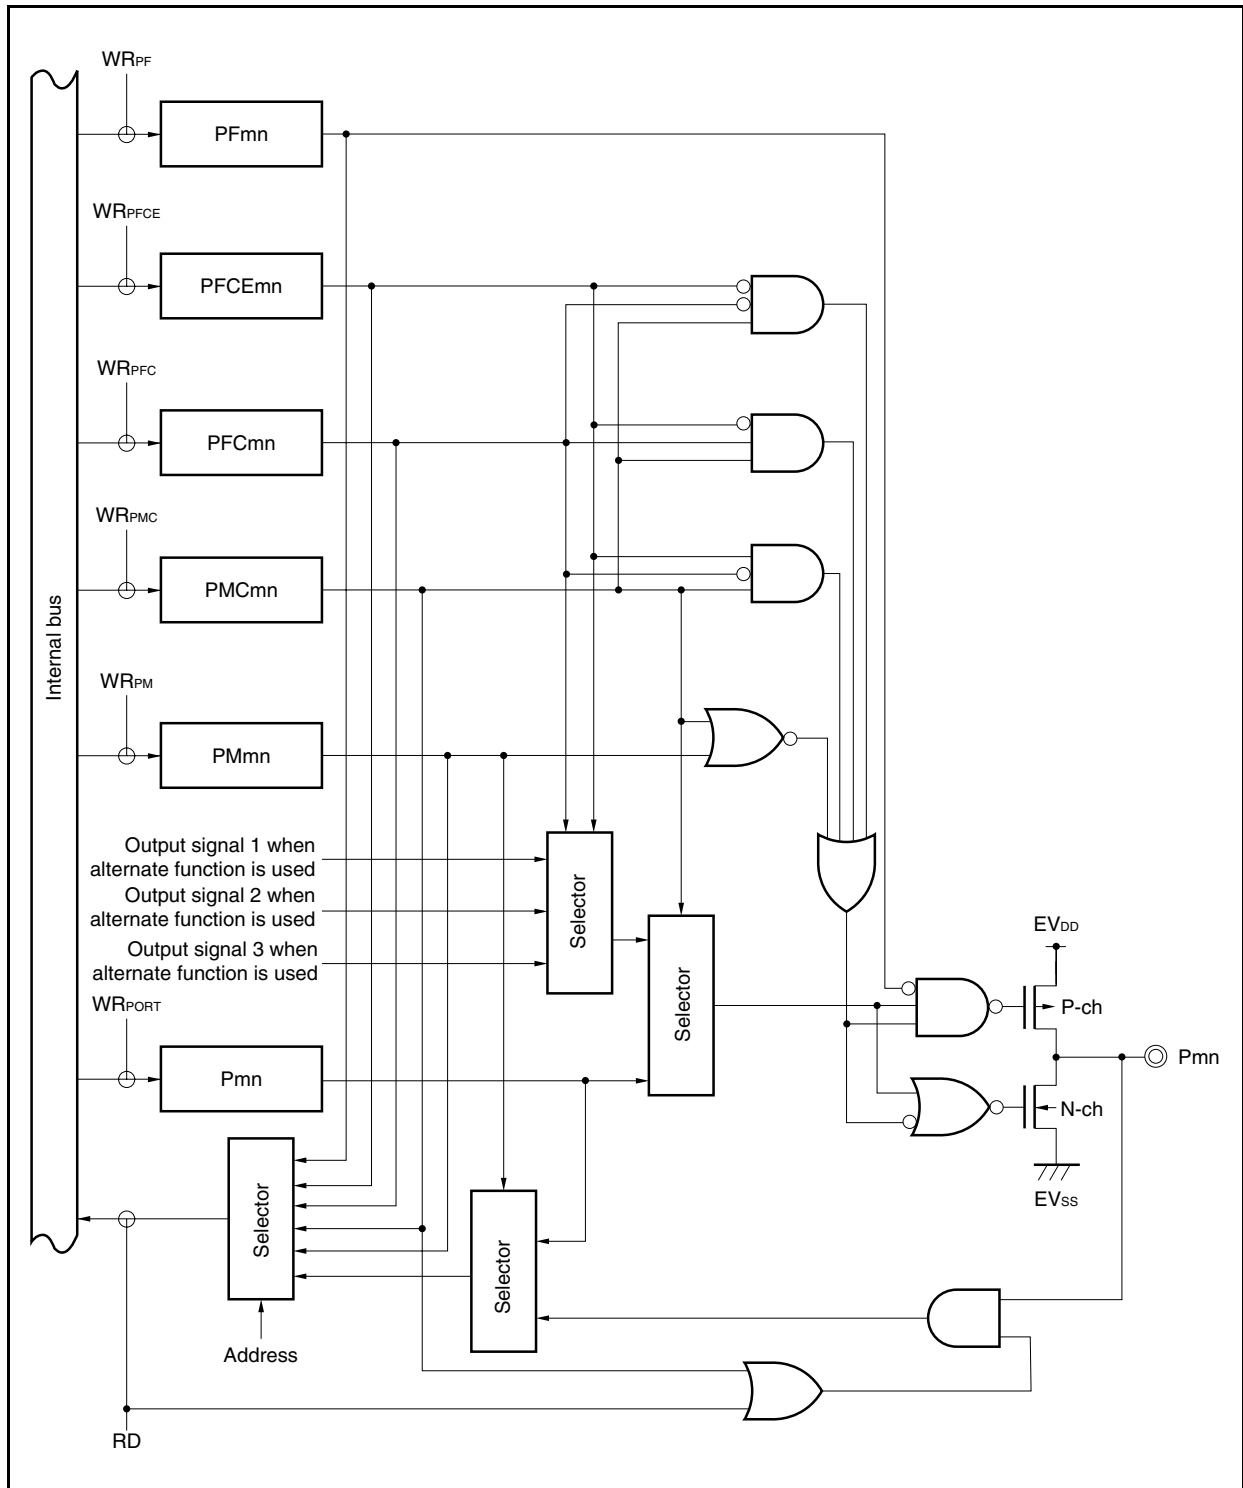 WRPF
PFmn
WRPFCE
PFCEmn
WRPFC
PFCmn
WRPMC
PMCmn
Internal bus
WRPM
PMmn
Output signal 1 when
alternate function is used
Output signal 2 when
alternate function is used
Output signal 3 when
alternate function is used
Selector
Selector
WRPORT
Pmn
EVDD
P-ch
Pmn
N-ch
EVSS
Selector
Selector
Address
RD